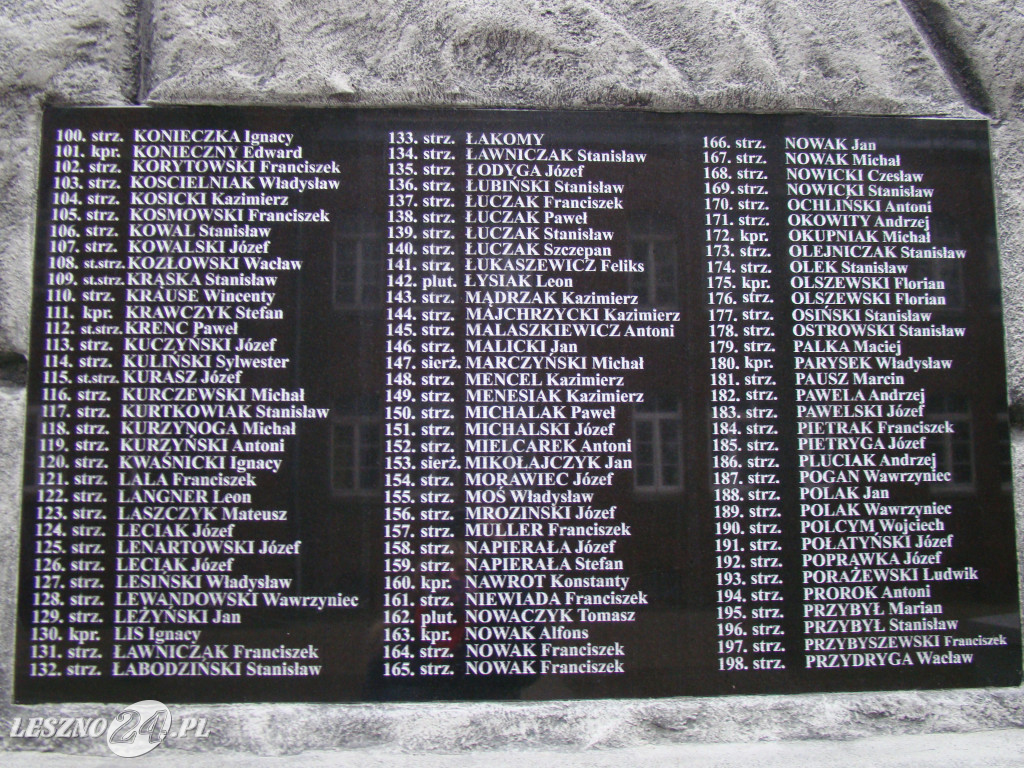 100. strz. KONIECZKA Ignacy
101. kpr. KONIECZNY Edward
102. strz. KORYTOWSKI Franciszek
103. strz. KOSCIELNIAK Władysław
104. strz. KOSICKI Kazimierz
105. strz. KOSMOWSKI Franciszek
106. strz. KOWAL Stanisław
107. strz. KOWALSKI Józef
108. st.strz. KOZŁOWSKI Wacław
109. st.strz. KRĄSKA Stanisław
110. strz. KRAUSE Wincenty
111. kpr. KRAWCZYK Stefan
112. st.strz. KRENC Paweł
113. strz. KUCZYŃSKI Józef
114. strz. KULIŃSKI Sylwester
115. st.strz. KURASZ Józef
116. strz. KURCZEWSKI Michał
117. strz. KURTKOWIAK Stanisław
118. strz. KURZYNOGA Michał
119. strz. KURZYŃSKI Antoni
120. strz. KWAŚNICKI Ignacy
121. strz. LALA Franciszek
122. strz. LANGNER Leon
123. strz. LASZCZYK Mateusz
124. strz. LECIAK Józef
125. strz. LENARTOWSKI Józef
126. strz. LECIĄK Józef
127. strz. LESIŃSKI Władysław
128. strz. LEWANDOWSKI Wawrzyniec
129. strz. LEŻYŃSKI Jan
130. kpr. LIS Ignacy
131. strz. ŁAWNICZAK Franciszek
132. strz. ŁABODZIŃSKI Stanisław
133. strz. ŁAKOMY
134. strz. ŁAWNICZAK Stanisław
135. strz. ŁODYGA Józef
136. strz. ŁUBIŃSKI Stanisław
137. strz. ŁUCZAK Franciszek
138. strz. ŁUCZAK Paweł
139. strz. ŁUCZAK Stanisław
140. strz. ŁUCZAK Szczepan
141. strz. ŁUKASZEWICZ Feliks
142. plut. ŁYSIAK Leon
143. strz. MĄDRZAK Kazimierz
144. strz. MAJCHRZYCKI Kazimierz
145. strz. MALASZKIEWICZ Antoni
146. strz. MALICKI Jan
147. sierż. MARCZYŃSKI Michał
148. strz. MENCEL Kazimierz
149. strz. MENESIAK Kazimierz
150. strz. MICHALAK Paweł
151. strz. MICHALSKI Józef
152. strz. MIELCAREK Antoni
153. sierż. MIKOŁAJCZYK Jan
154. strz. MORAWIEC Józef
155. strz. MOŚ Władysław
156. strz. MROZINSKI Józef
157. strz. MULLER Franciszek
158. strz. NAPIERAŁA Józef
159. strz. NAPIERAŁA Stefan
160. kpr. NAWROT Konstanty
161. strz. NIEWIADA Franciszek
162. plut. NOWACZYK Tomasz
163. kpr. NOWAK Alfons
164. strz. NOWAK Franciszek
165. strz. NOWAK Franciszek
166. strz. NOWAK Jan
167. strz. NOWAK Michał
168. strz. NOWICKI Czesław
169. strz. NOWICKI Stanisław
170. strz. OCHLIŃSKI Antoni
171. strz. OKOWITY Andrzej
172. kpr. OKUPNIAK Michał
173. strz. OLEJNICZAK Stanisław
174. strz. OLEK Stanisław
175. kpr. OLSZEWSKI Florian
176. strz. OLSZEWSKI Florian
177. strz. OSIŃSKI Stanisław
178. strz. OSTROWSKI Stanisław
179. strz. PALKA Maciej
180. kpr. PARYSEK Władysław
181. strz. PAUSZ Marcin
182. strz. PAWELA Andrzej
183. strz. PAWELSKI Józef
184. strz. PIETRAK Franciszek
185. strz. PIETRYGA Józef
186. strz. PLUCIAK Andrzej
187. strz. POGAN Wawrzyniec
188. strz. POLAK Jan
189. strz. POLAK Wawrzyniec
190. strz. POLCYM Wojciech
191. strz. POŁATYŃSKI Józef
192. strz. POPRAWKA Józef
193. strz. PORAŻEWSKI Ludwik
194. strz. PROROK Antoni
195. strz. PRZYBYŁ Marian
196. strz. PRZYBYŁ Stanisław
197. strz. PRZYBYSZEWSKI Franciszek
198. strz. PRZYDRYGA Wacław
LESZNO24.PL